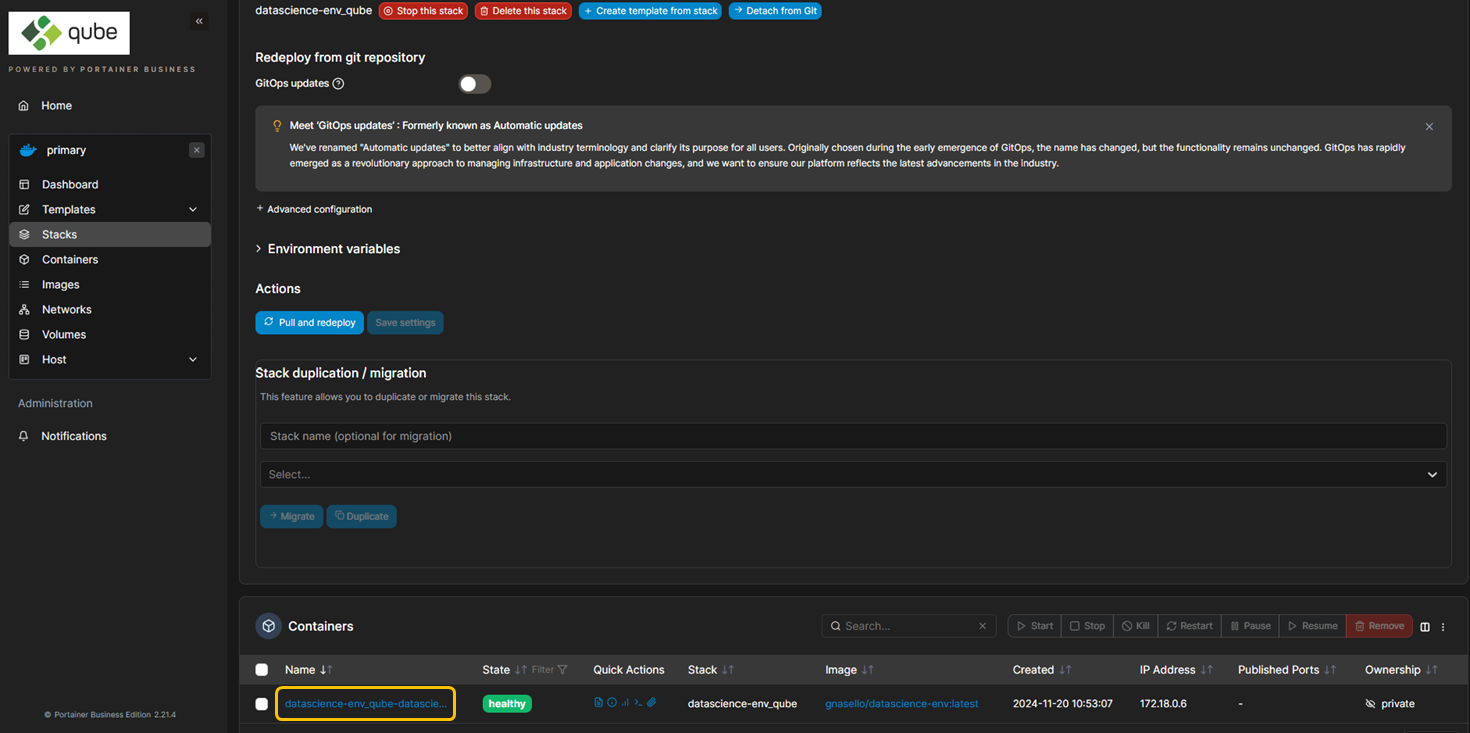 qube
«
POWERED BY PORTAINER BUSINESS
Home
primary
Dashboard
Templates
Stacks
Containers
Images
Networks
Volumes
Host
Administration
Notifications
© Portainer Business Edition 2.21.4
datascience-env_qube Stop this stack Delete this stack + Create template from stack Detach from Git
Redeploy from git repository
GitOps updates
Meet 'GitOps updates' : Formerly known as Automatic updates
We've renamed "Automatic updates" to better align with industry terminology and clarify its purpose for all users. Originally chosen during the early emergence of GitOps, the name has changed, but the functionality remains unchanged. GitOps has rapidly
emerged as a revolutionary approach to managing infrastructure and application changes, and we want to ensure our platform reflects the latest advancements in the industry.
+ Advanced configuration
Environment variables
Actions
Pull and redeploy Save settings
Stack duplication / migration
This feature allows you to duplicate or migrate this stack.
Stack name (optional for migration)
Select...
Migrate Duplicate
Containers Search... Start Stop Kill Restart Pause Resume Remove
Name State Filter Quick Actions Stack Image Created IP Address Published Ports Ownership
datascience-env_qube-datascie... healthy datascience-env_qube gnasello/datascience-env:latest 2024-11-20 10:53:07 172.18.0.6 - private